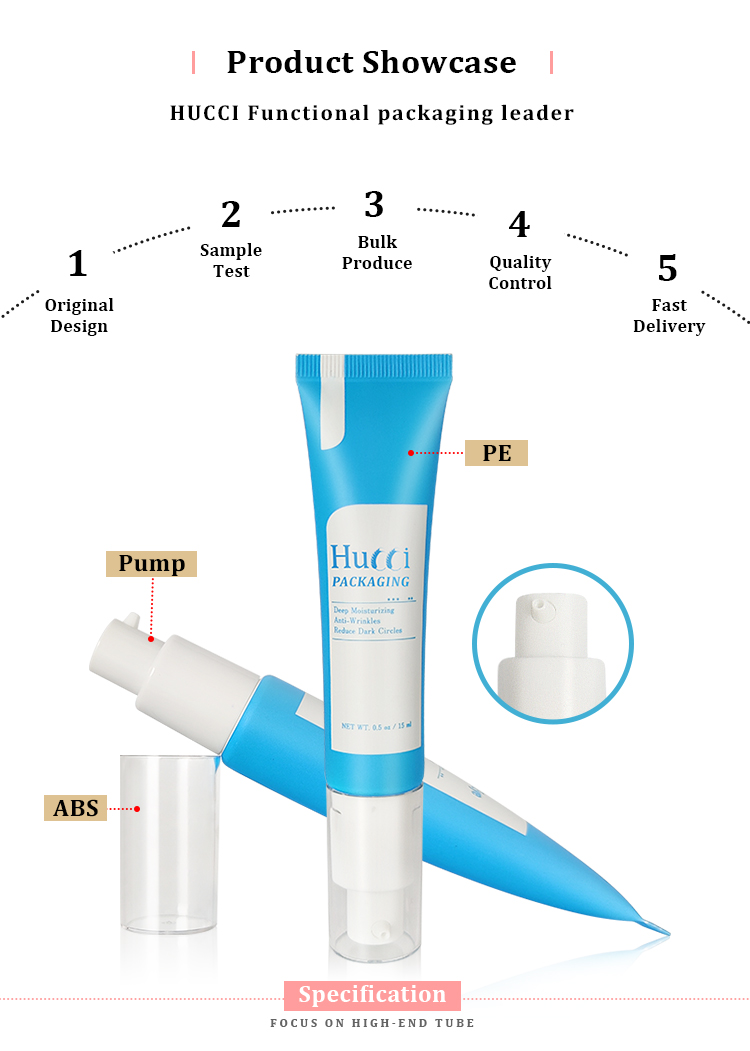 Product Showcase
HUCCI Functional packaging leader
1
Original
Design
2
Sample
Test
3
Bulk
Produce
4
Quality
Control
5
Fast
Delivery
PE
Pump
Hucci
PACKAGING
Deep Moisturizing
Anti-Wrinkles
Reduce Dark Circles
NET WT. 0.5 oz / 15 ml
ABS
Specification
FOCUS ON HIGH-END TUBE